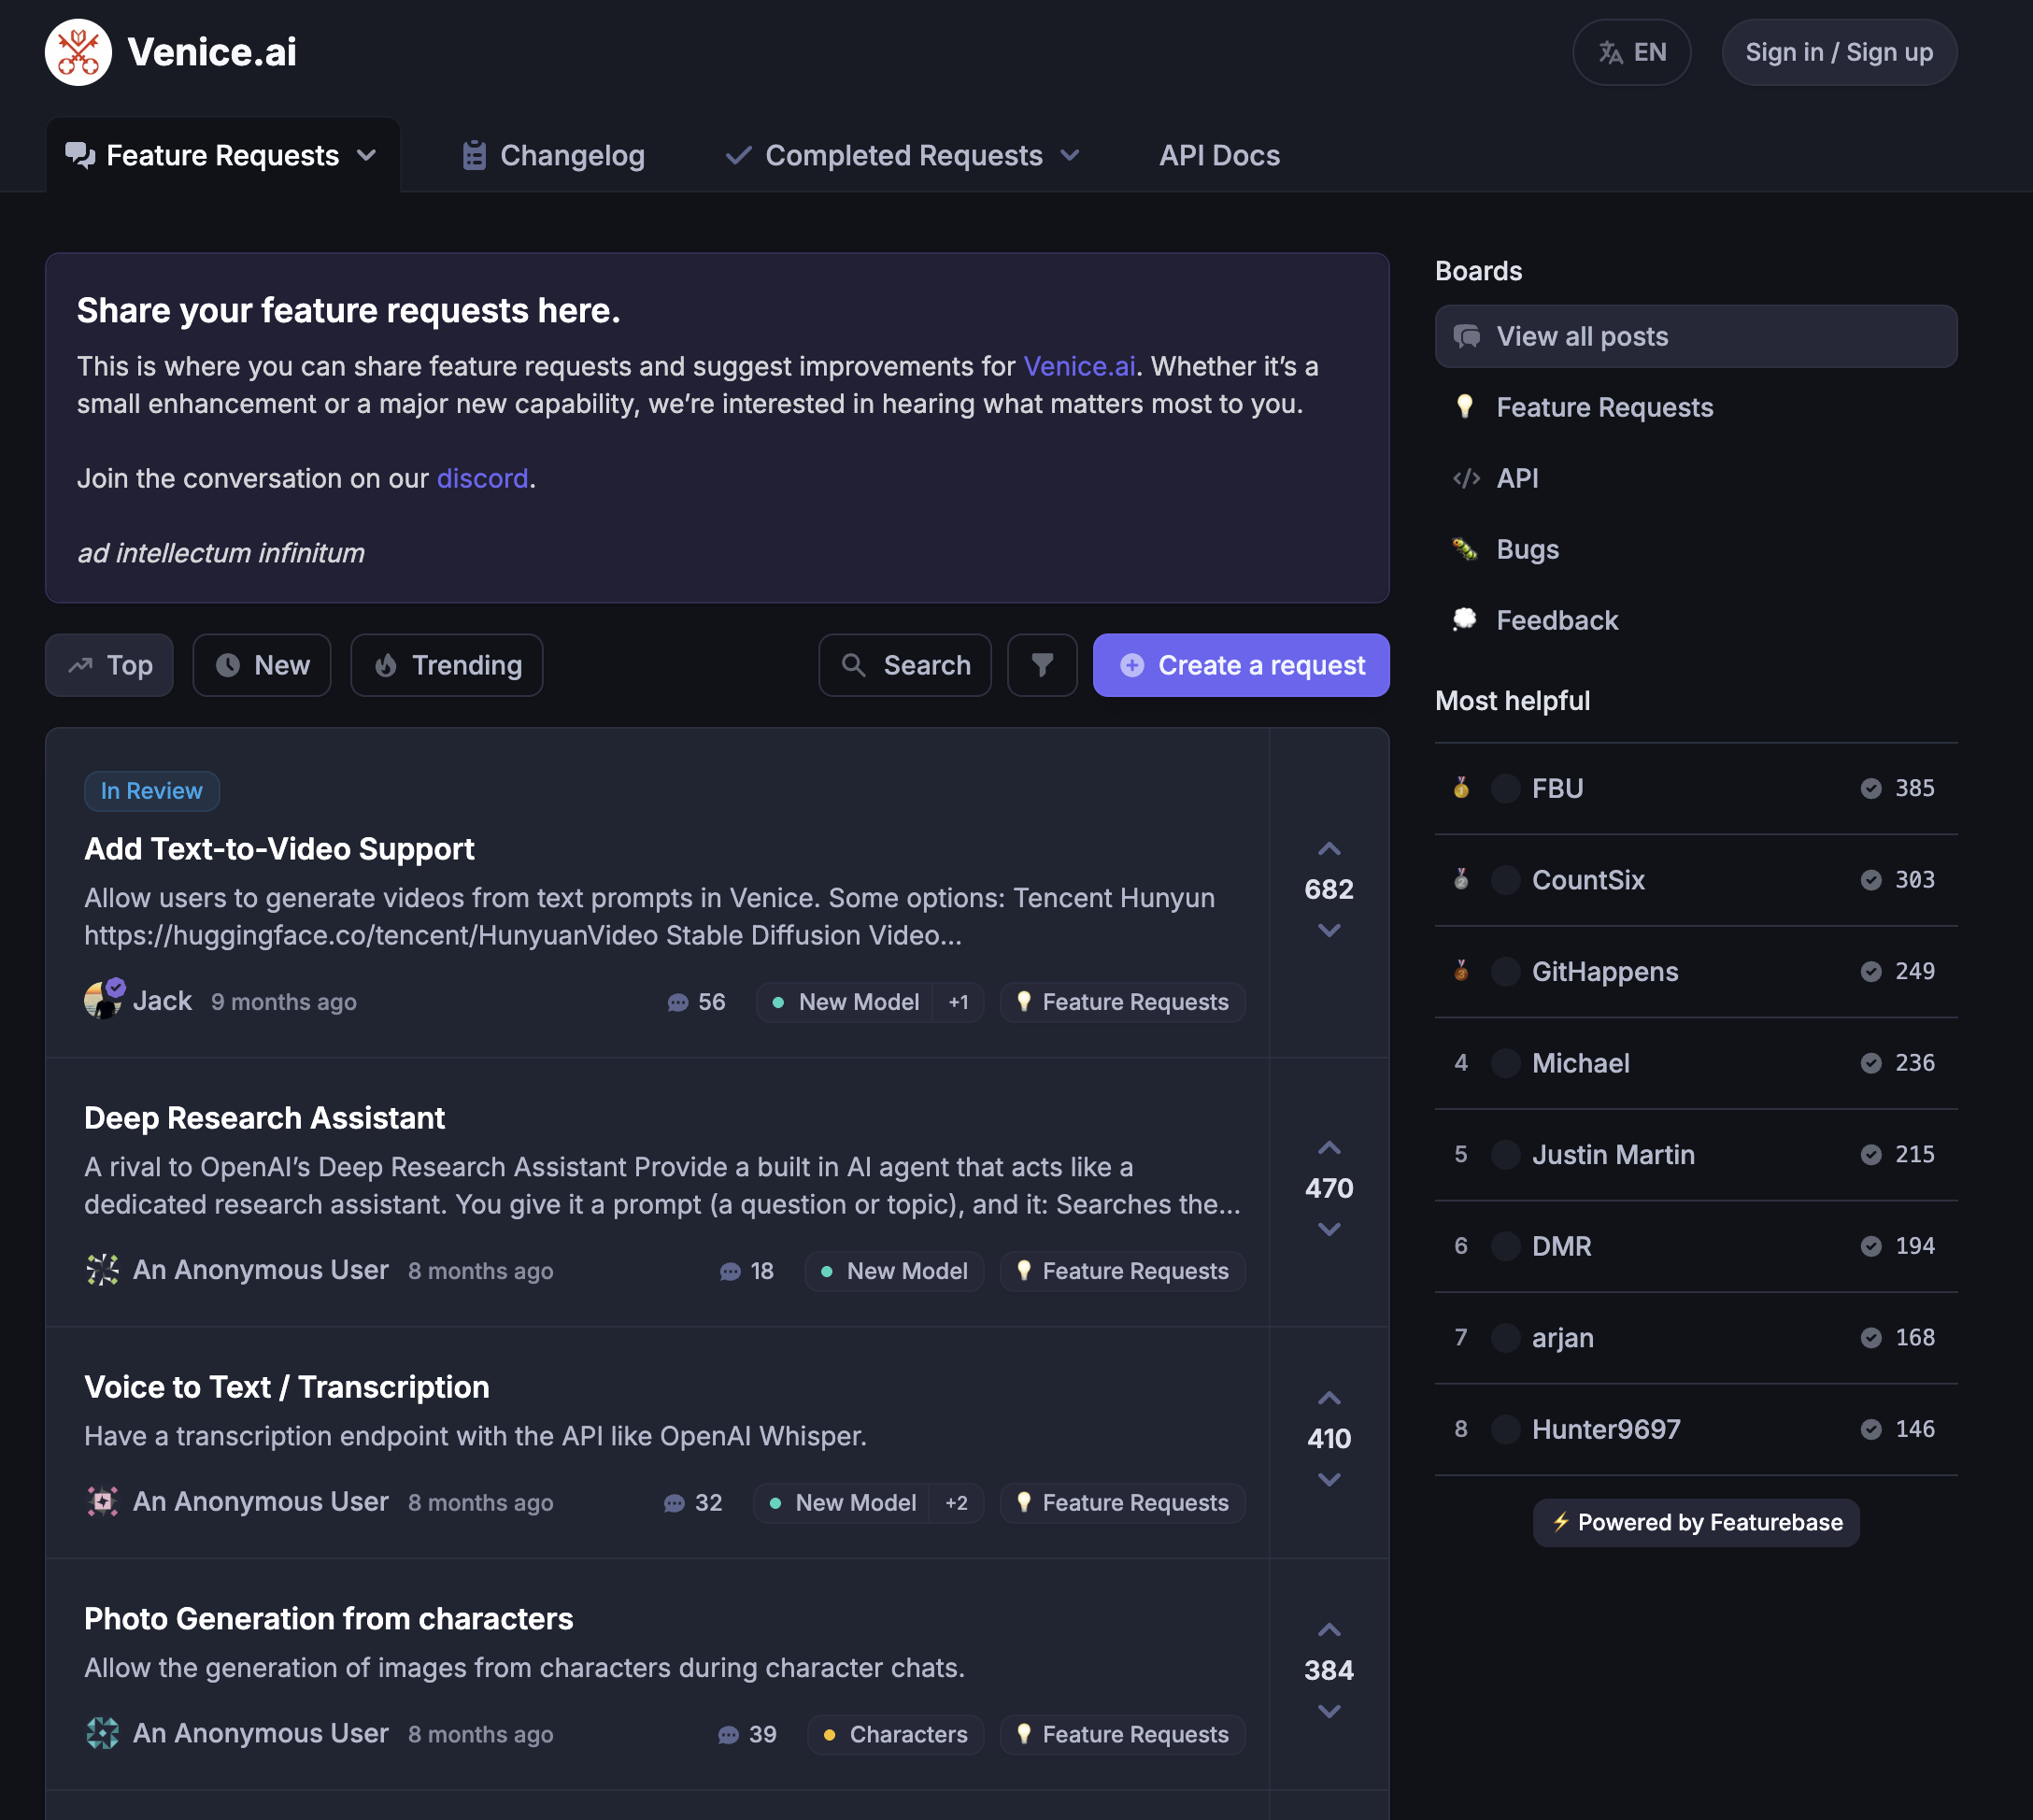 Venice.ai
EN
Sign in / Sign up
Feature Requests
Changelog
Completed Requests
API Docs
Share your feature requests here.
This is where you can share feature requests and suggest improvements for Venice.ai. Whether it’s a
small enhancement or a major new capability, we’re interested in hearing what matters most to you.
Join the conversation on our discord.
ad intellectum infinitum
Top
New
Trending
Search
Create a request
In Review
Add Text-to-Video Support
Allow users to generate videos from text prompts in Venice. Some options: Tencent Hunyun
https://huggingface.co/tencent/HunyuanVideo Stable Diffusion Video...
Jack 9 months ago
56
New Model +1
Feature Requests
682
Deep Research Assistant
A rival to OpenAI’s Deep Research Assistant Provide a built in AI agent that acts like a
dedicated research assistant. You give it a prompt (a question or topic), and it: Searches the...
An Anonymous User 8 months ago
18
New Model
Feature Requests
470
Voice to Text / Transcription
Have a transcription endpoint with the API like OpenAI Whisper.
An Anonymous User 8 months ago
32
New Model +2
Feature Requests
410
Photo Generation from characters
Allow the generation of images from characters during character chats.
An Anonymous User 8 months ago
39
Characters
Feature Requests
384
Boards
View all posts
Feature Requests
API
Bugs
Feedback
Most helpful
1 FBU 385
2 CountSix 303
3 GitHappens 249
4 Michael 236
5 Justin Martin 215
6 DMR 194
7 arjan 168
8 Hunter9697 146
Powered by Featurebase